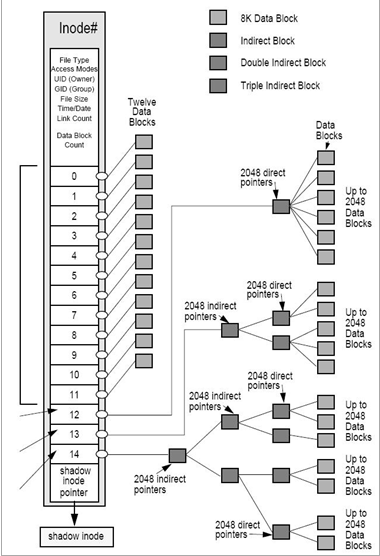 Inode#
File Type
Access Modes
UID (Owner)
GID (Group)
File Size
Time/Date
Link Count
Data Block
Count
0
1
2
3
4
5
6
7
8
9
10
11
12
13
14
shadow
inode
pointer
shadow inode
8K Data Block
Indirect Block
Double Indirect Block
Triple Indirect Block
Twelve
Data
Blocks
Data
Blocks
2048 direct
pointers
Up to
2048
Data
Blocks
2048 direct
pointers
2048 indirect
pointers
Up to
2048
Data
Blocks
2048 direct
pointers
2048 indirect
pointers
Up to
2048
Data
Blocks
2048 indirect
pointers
Up to
2048
Data
Blocks
2048 direct
pointers
Up to
2048
Data
Blocks